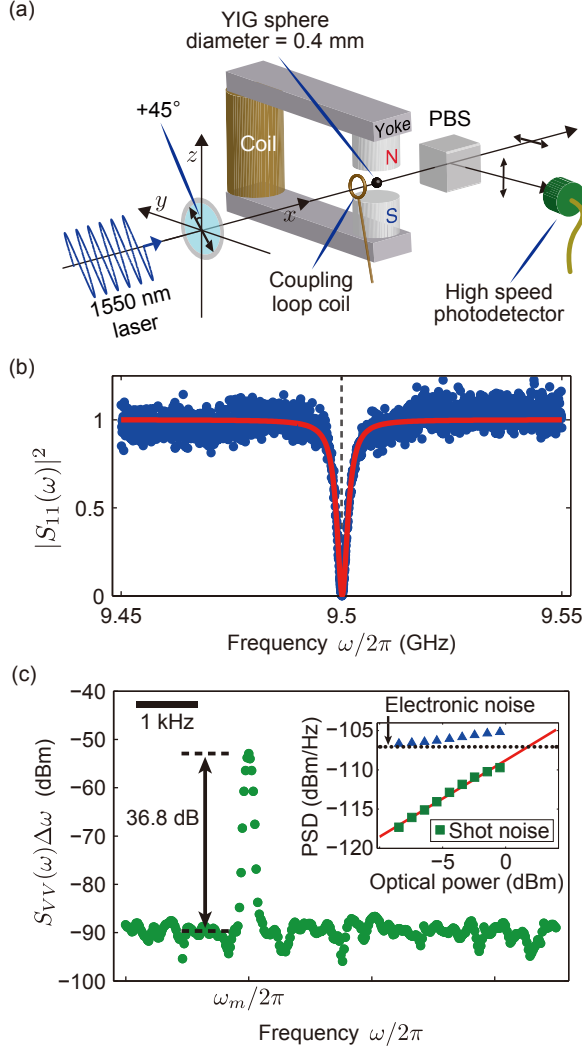 (a)
YIG sphere
diameter = 0.4 mm
+45°
z
y
x
Coil
Yoke
N
S
PBS
1550 nm
laser
Coupling
loop coil
High speed
photodetector
(b)
|S₁₁(ω)|²
1
0.5
0
9.45
9.5
9.55
Frequency ω/2π (GHz)
(c)
S_VV(ω)Δω (dBm)
−40
−50
−60
−70
−80
−90
−100
1 kHz
36.8 dB
ω_m/2π
Frequency ω/2π
Electronic noise
PSD (dBm/Hz)
−105
−110
−115
−120
Shot noise
−5
0
Optical power (dBm)